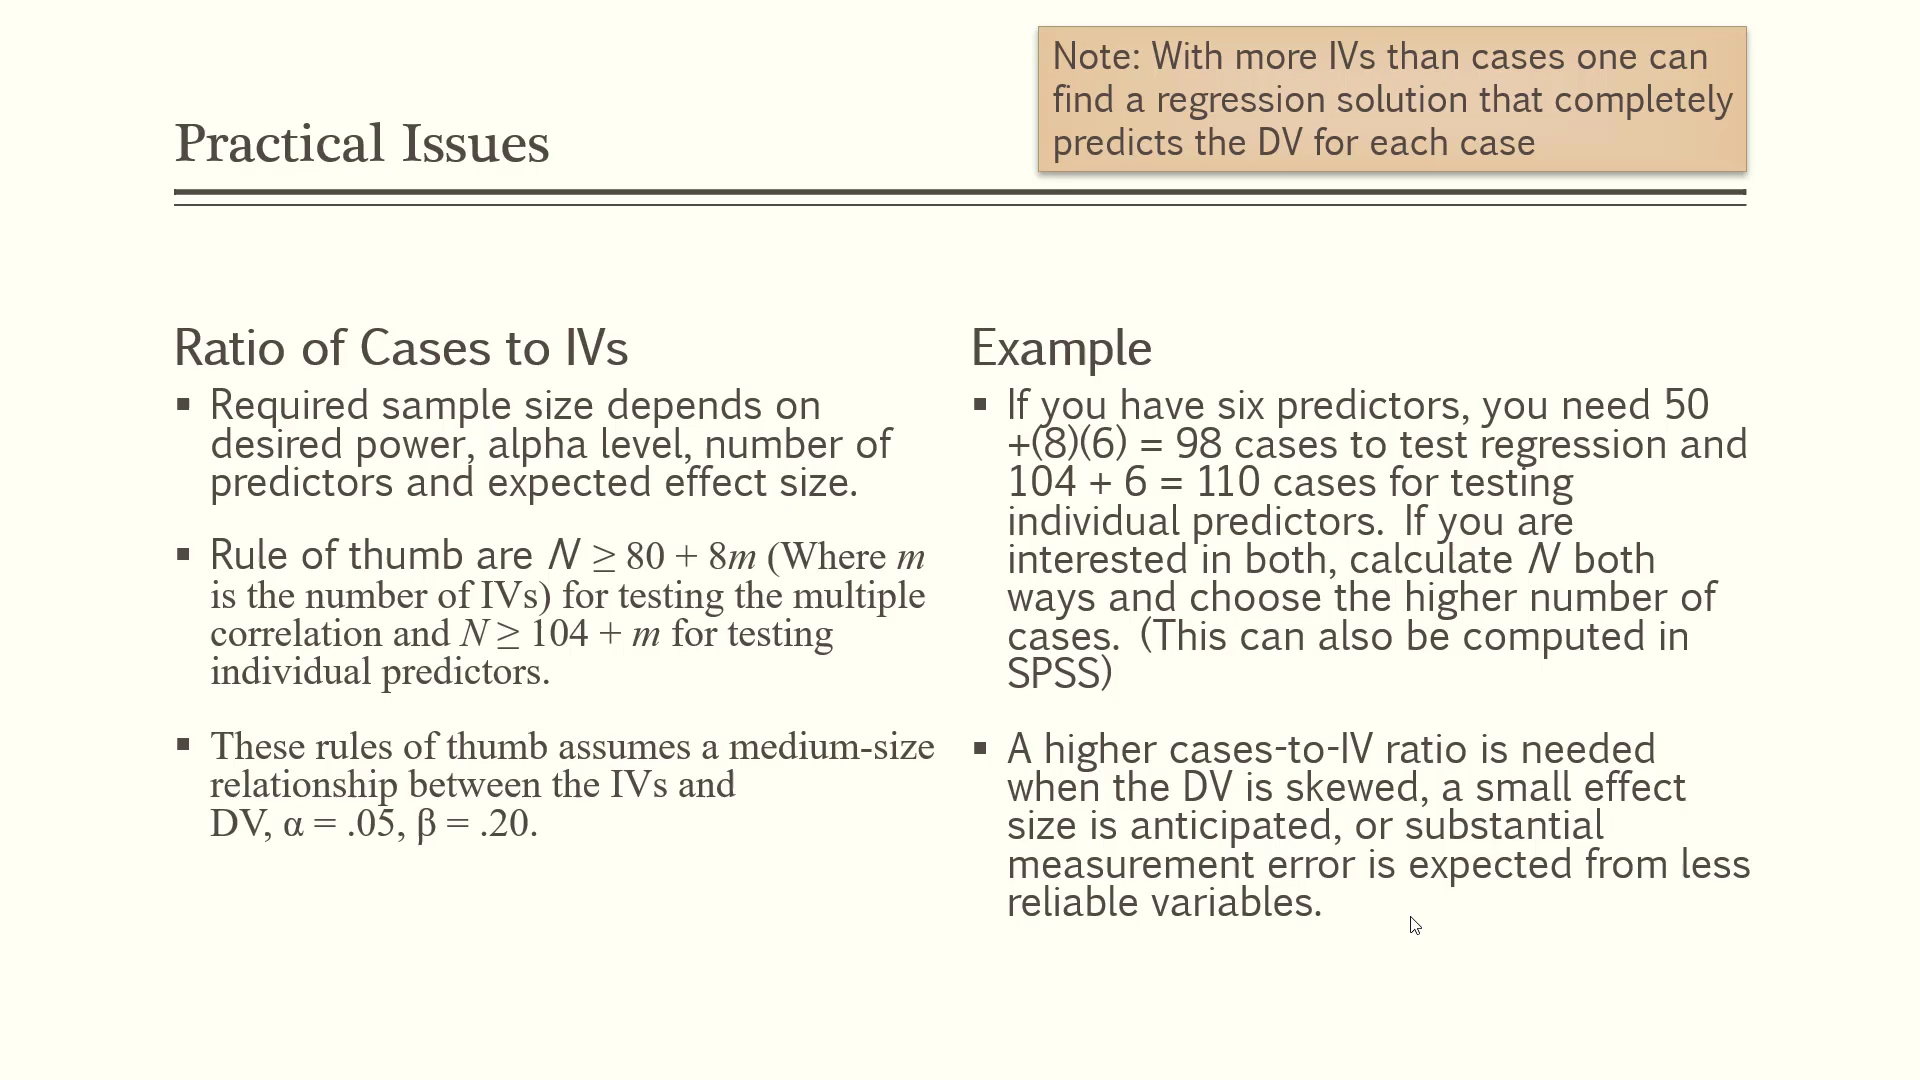 Note: With more IVs than cases one can
find a regression solution that completely
predicts the DV for each case
Practical Issues
Ratio of Cases to IVs
▪ Required sample size depends on
desired power, alpha level, number of
predictors and expected effect size.
▪ Rule of thumb are N ≥ 80 + 8m (Where m
is the number of IVs) for testing the multiple
correlation and N ≥ 104 + m for testing
individual predictors.
▪ These rules of thumb assumes a medium-size
relationship between the IVs and
DV, α = .05, β = .20.
Example
▪ If you have six predictors, you need 50
+(8)(6) = 98 cases to test regression and
104 + 6 = 110 cases for testing
individual predictors. If you are
interested in both, calculate N both
ways and choose the higher number of
cases. (This can also be computed in
SPSS)
▪ A higher cases-to-IV ratio is needed
when the DV is skewed, a small effect
size is anticipated, or substantial
measurement error is expected from less
reliable variables.